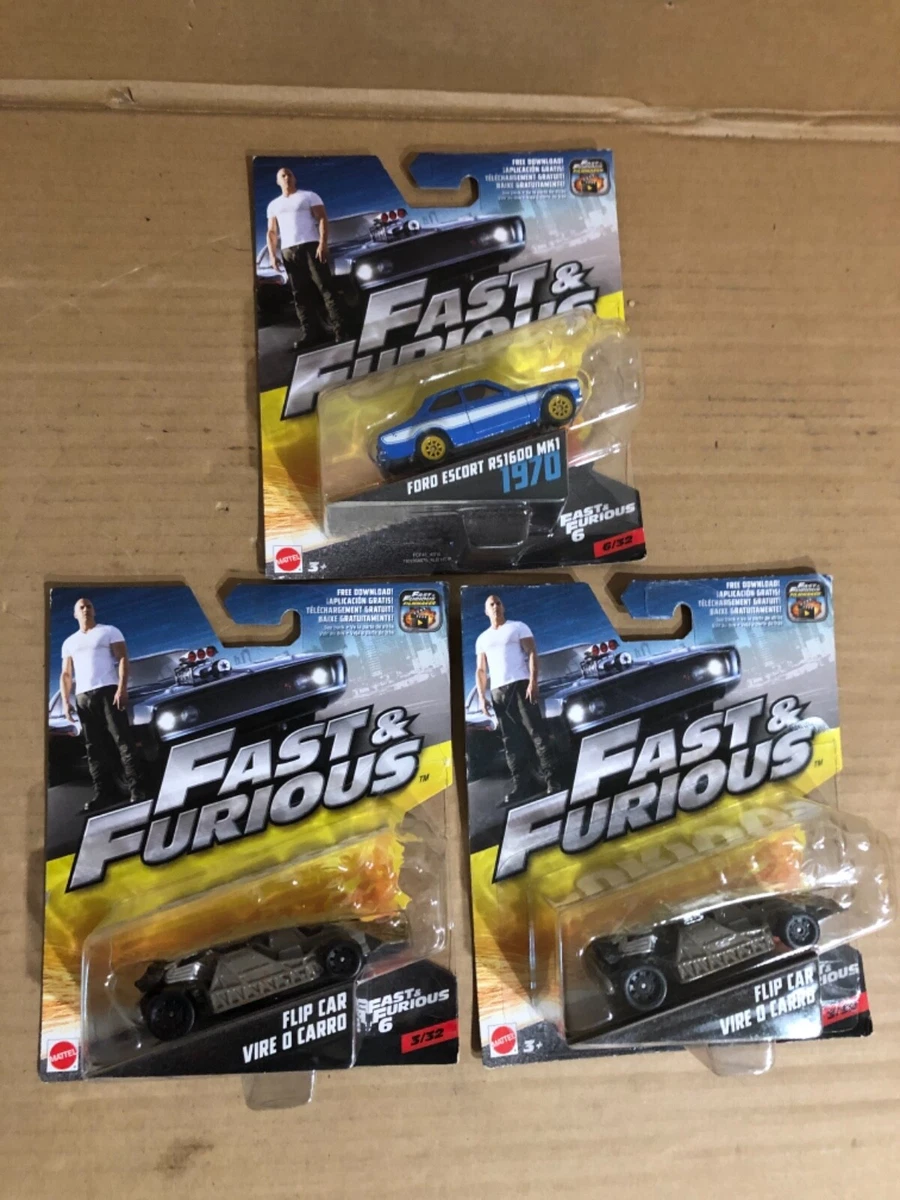 FREE DOWNLOAD!
¡APLICACIÓN GRATIS!
TÉLÉCHARGEMENT GRATUIT!
BAIXE GRATUITAMENTE!
FAST &
FURIOUS
FORD ESCORT RS1600 MK1
1970
FAST &
FURIOUS
6
6/32
MATTEL
3+
FREE DOWNLOAD!
¡APLICACIÓN GRATIS!
TÉLÉCHARGEMENT GRATUIT!
BAIXE GRATUITAMENTE!
FAST &
FURIOUS™
FLIP CAR
VIRE O CARRO
FAST &
FURIOUS
6
3/32
MATTEL
FREE DOWNLOAD!
¡APLICACIÓN GRATIS!
TÉLÉCHARGEMENT GRATUIT!
BAIXE GRATUITAMENTE!
FAST &
FURIOUS™
FLIP CAR
VIRE O CARRO
MATTEL
3+